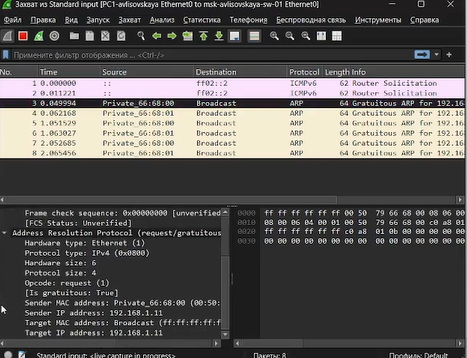 Захват из Standard input [PC1-avlisovskaya Ethernet0 to msk-avlisovskaya-sw-01 Ethernet0]
Файл Правка Вид Запуск Захват Анализ Статистика Телефония Беспроводная связь Инструменты Справка
Примените фильтр отображения ... <Ctrl-/>
No. Time Source Destination Protocol Length Info
1 0.000000 :: ff02::2 ICMPv6 62 Router Solicitation
2 0.011221 :: ff02::2 ICMPv6 62 Router Solicitation
3 0.049994 Private_66:68:00 Broadcast ARP 64 Gratuitous ARP for 192.16
4 0.062168 Private_66:68:01 Broadcast ARP 64 Gratuitous ARP for 192.16
5 1.051529 Private_66:68:00 Broadcast ARP 64 Gratuitous ARP for 192.16
6 1.063027 Private_66:68:01 Broadcast ARP 64 Gratuitous ARP for 192.16
7 2.052685 Private_66:68:00 Broadcast ARP 64 Gratuitous ARP for 192.16
8 2.065456 Private_66:68:01 Broadcast ARP 64 Gratuitous ARP for 192.16
Frame check sequence: 0x00000000 [unverified
[FCS Status: Unverified]
Address Resolution Protocol (request/gratuitous
Hardware type: Ethernet (1)
Protocol type: IPv4 (0x0800)
Hardware size: 6
Protocol size: 4
Opcode: request (1)
[Is gratuitous: True]
Sender MAC address: Private_66:68:00 (00:50:
Sender IP address: 192.168.1.11
Target MAC address: Broadcast (ff:ff:ff:ff:f
Target IP address: 192.168.1.11
0000 ff ff ff ff ff ff 00 50 79 66 68 00 08 06 00
0010 08 00 06 04 00 01 00 50 79 66 68 00 c0 a8 01
0020 ff ff ff ff ff ff c0 a8 01 0b 00 00 00 00 00
0030 00 00 00 00 00 00 00 00 00 00 00 00 00 00 00
Standard input: <live capture in progress> Пакеты: 8 Профиль: Default